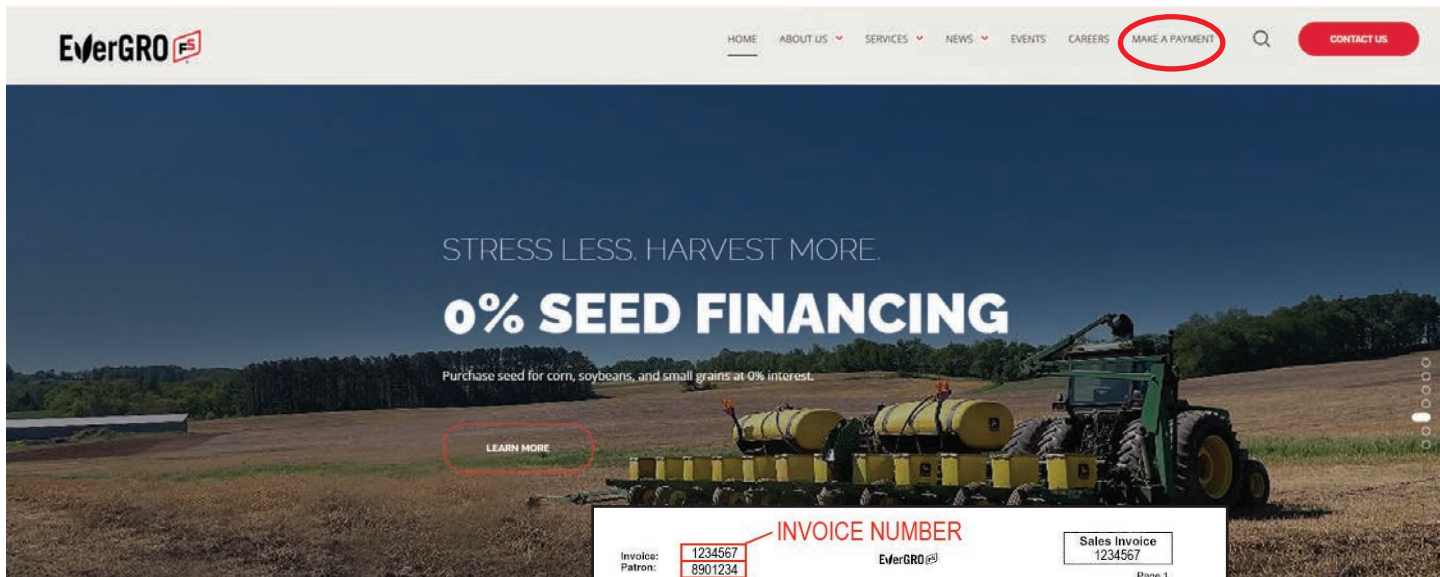 EverGRO FS
HOME ABOUT US SERVICES NEWS EVENTS CAREERS MAKE A PAYMENT CONTACT US
STRESS LESS. HARVEST MORE.
0% SEED FINANCING
Purchase seed for corn, soybeans, and small grains at 0% interest.
LEARN MORE
INVOICE NUMBER
Invoice: 1234567
Patron: 8901234
EverGRO FS
Sales Invoice
1234567
Page 1